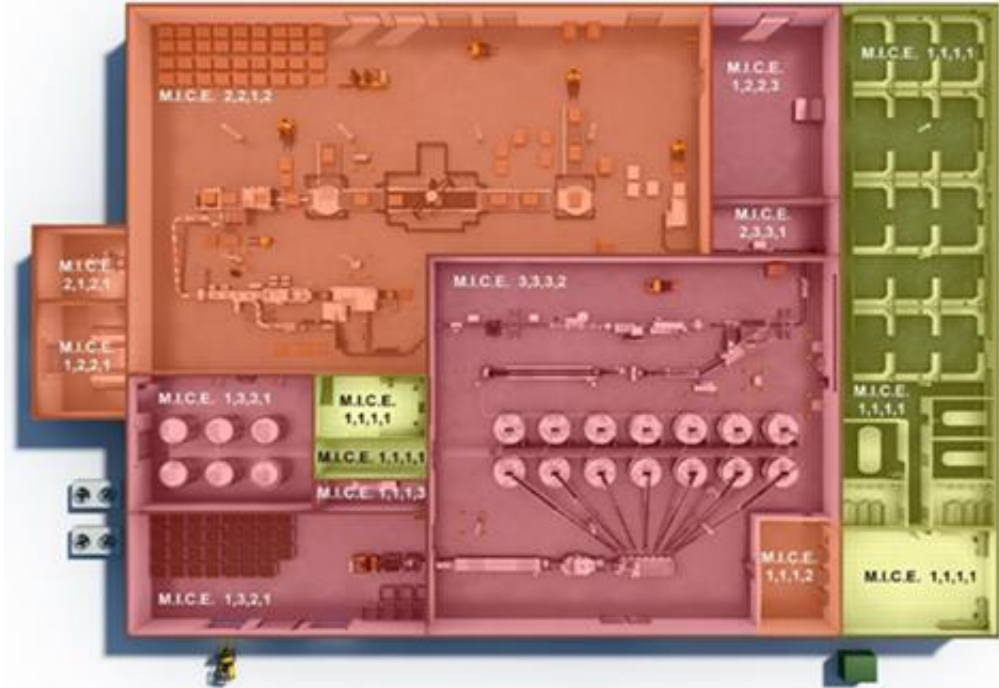 M.I.C.E. 2,2,1,2
M.I.C.E.
1,2,2,3
M.I.C.E. 1,1,1,1
M.I.C.E.
2,3,3,1
M.I.C.E.
2,1,2,1
M.I.C.E. 3,3,3,2
M.I.C.E.
1,2,2,1
M.I.C.E. 1,3,3,1
M.I.C.E.
1,1,1,1
M.I.C.E.
1,1,1,1
M.I.C.E. 1,1,1,1
M.I.C.E. 1,1,1,3
M.I.C.E.
1,1,1,2
M.I.C.E. 1,1,1,1
M.I.C.E. 1,3,2,1